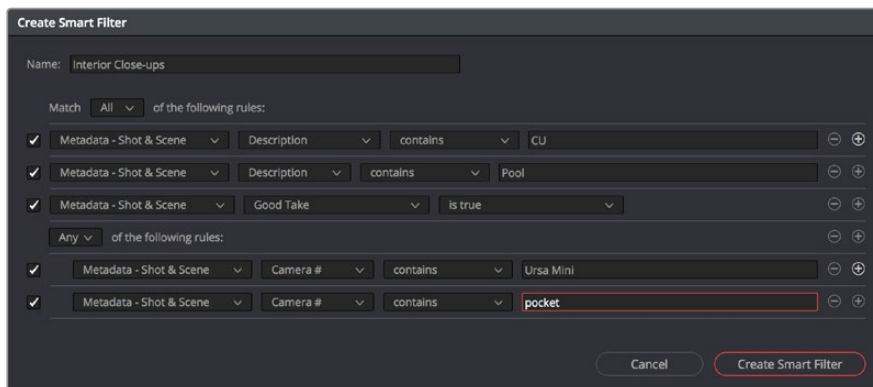 Create Smart Filter
Name: Interior Close-ups
Match All of the following rules:
Metadata - Shot & Scene Description contains CU
Metadata - Shot & Scene Description contains Pool
Metadata - Shot & Scene Good Take is true
Any of the following rules:
Metadata - Shot & Scene Camera # contains Ursa Mini
Metadata - Shot & Scene Camera # contains pocket
Cancel Create Smart Filter